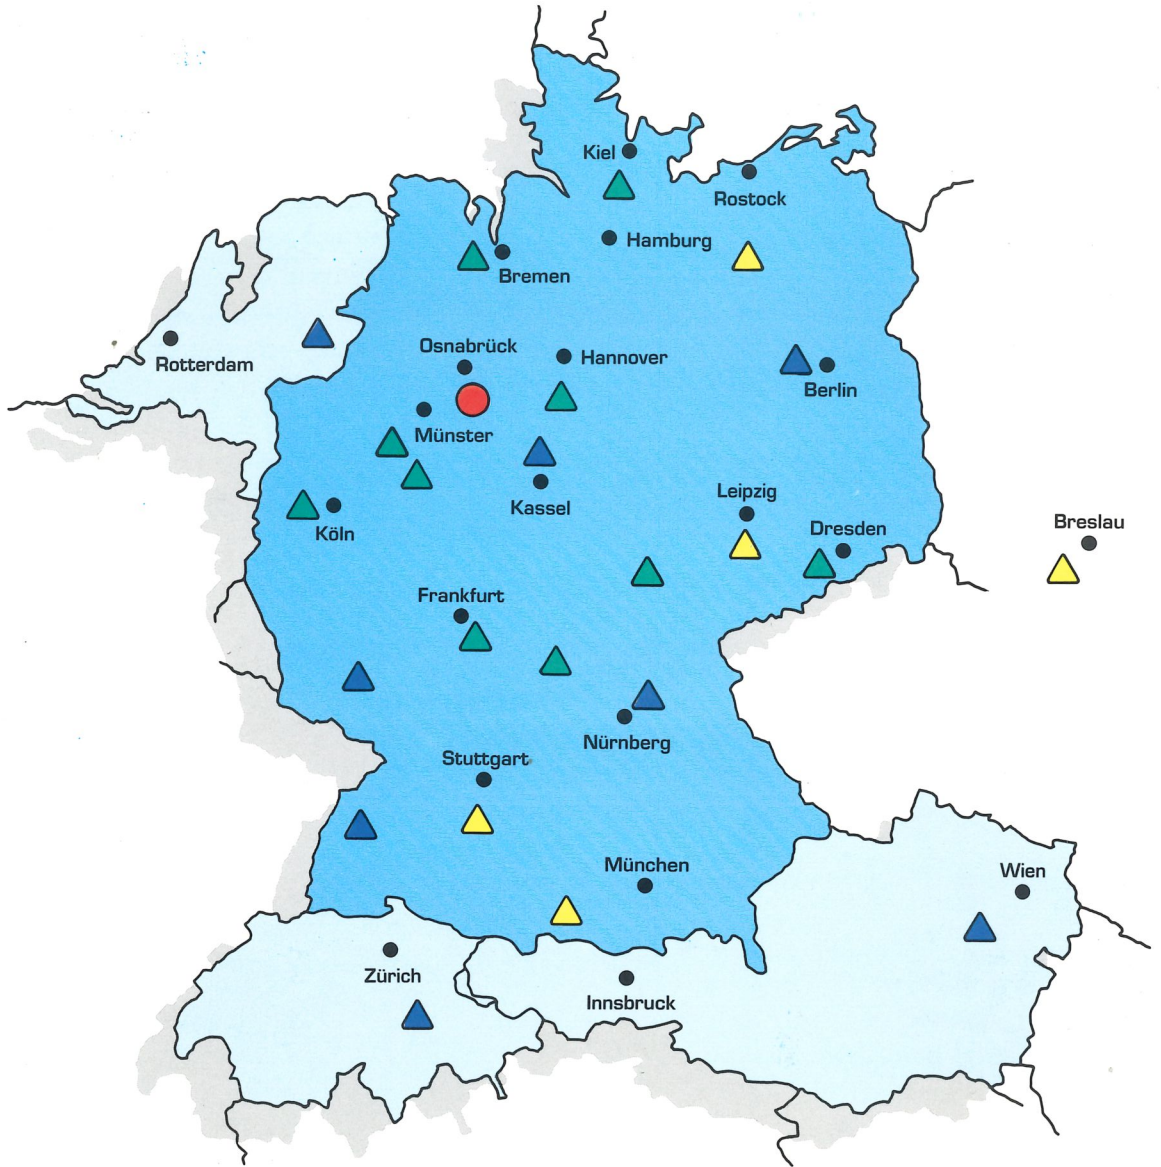 Kiel
Rostock
Hamburg
Bremen
Rotterdam
Osnabrück
Hannover
Berlin
Münster
Kassel
Leipzig
Köln
Dresden
Breslau
Frankfurt
Nürnberg
Stuttgart
München
Wien
Zürich
Innsbruck